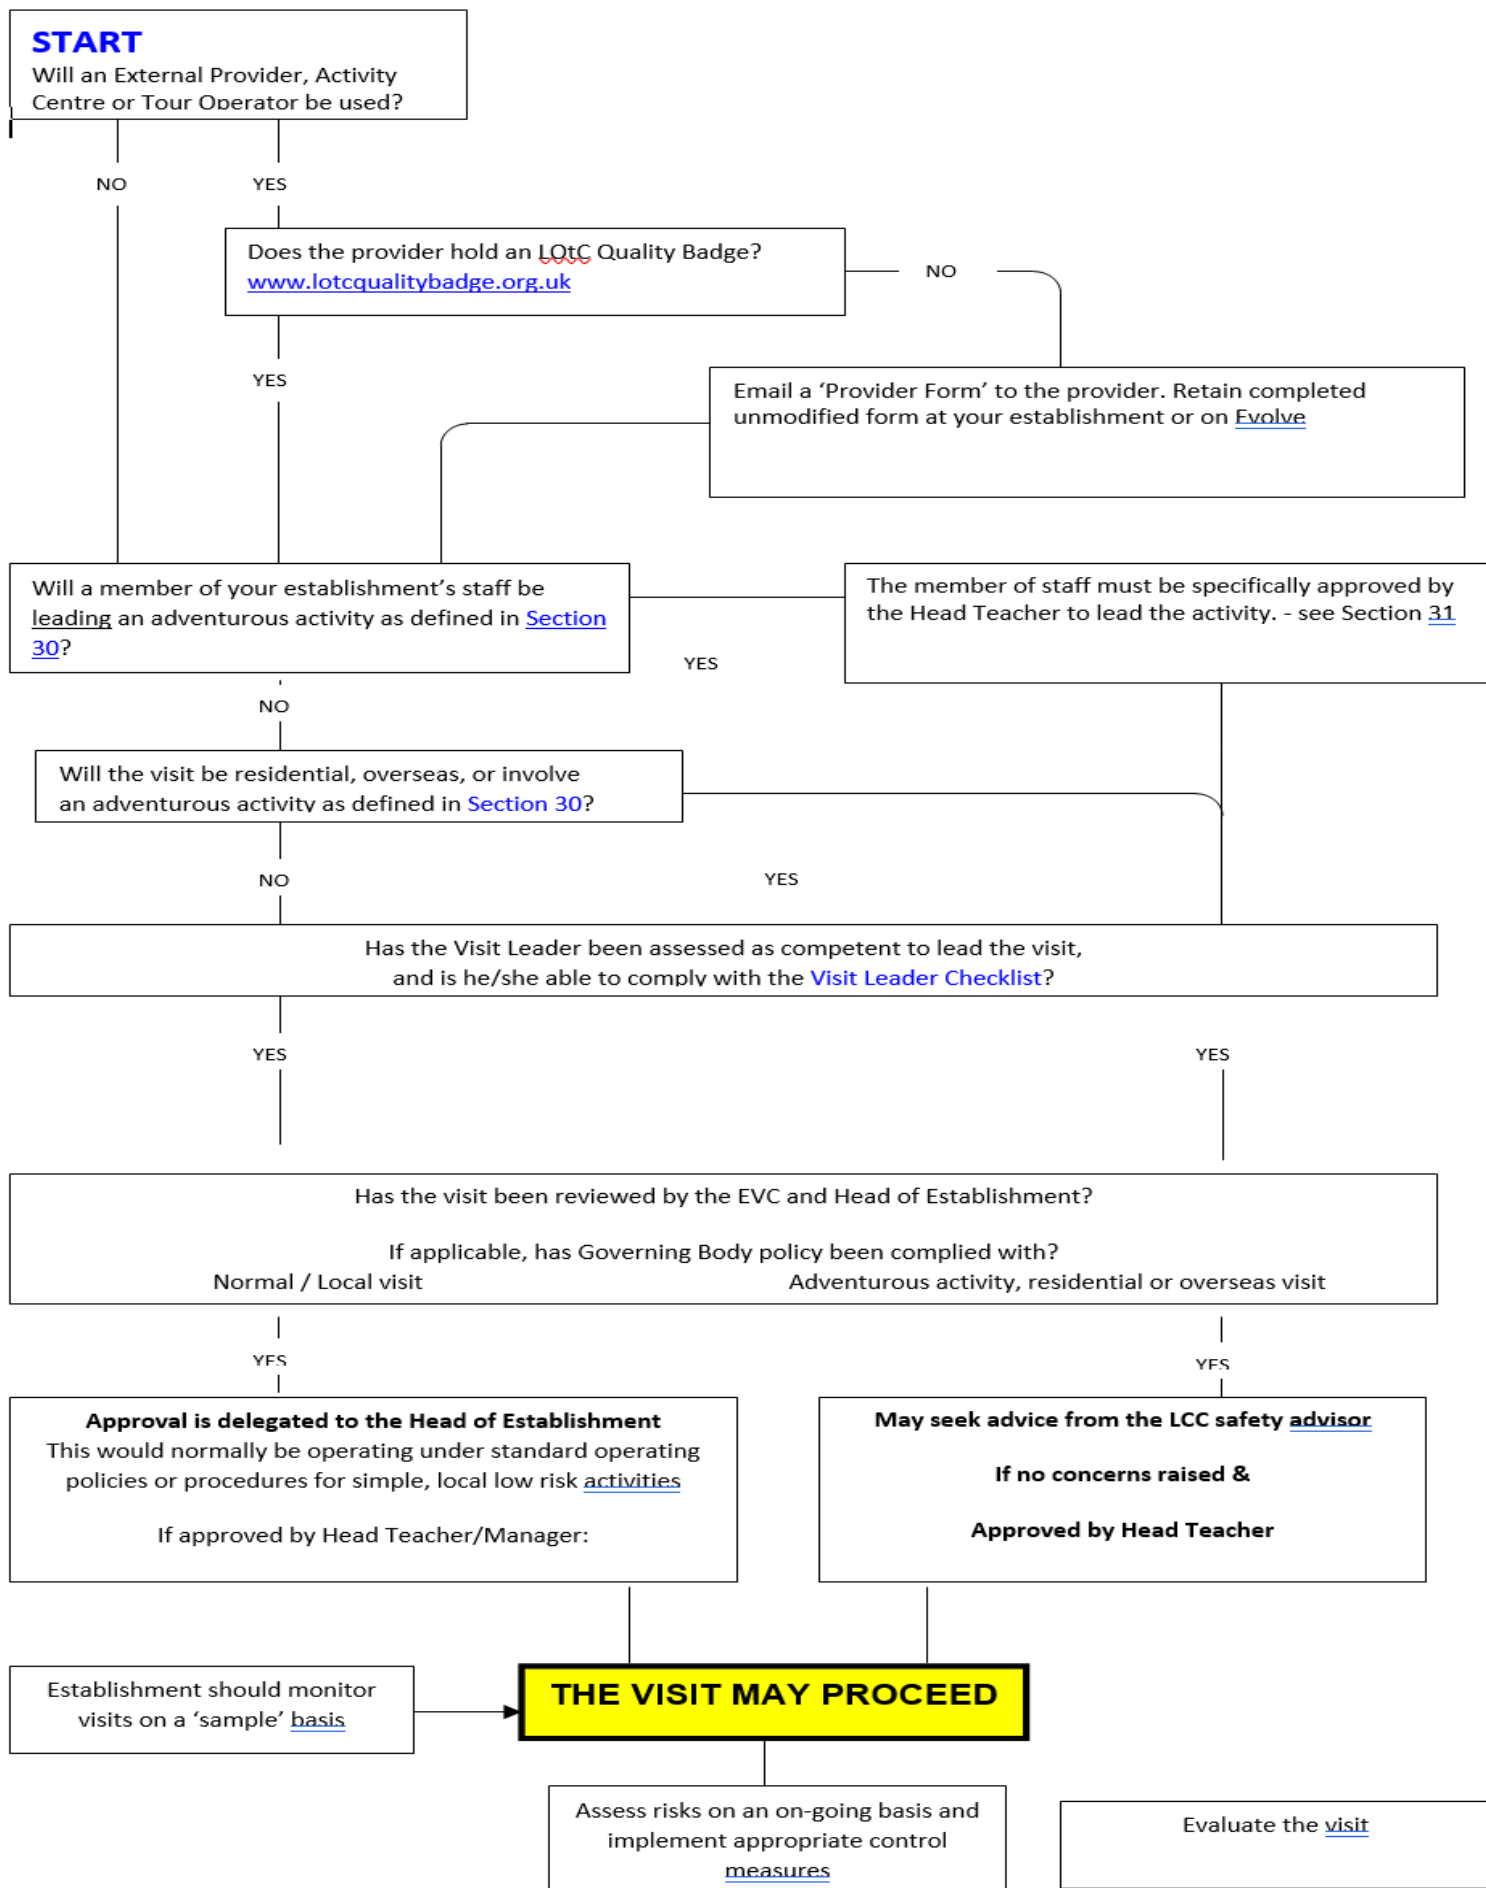 START
Will an External Provider, Activity
Centre or Tour Operator be used?
NO
YES
Does the provider hold an LOtC Quality Badge?
www.lotcqualitybadge.org.uk
NO
YES
Email a ‘Provider Form’ to the provider. Retain completed
unmodified form at your establishment or on Evolve
Will a member of your establishment’s staff be
leading an adventurous activity as defined in Section
30?
YES
The member of staff must be specifically approved by
the Head Teacher to lead the activity. - see Section 31
NO
Will the visit be residential, overseas, or involve
an adventurous activity as defined in Section 30?
NO
YES
Has the Visit Leader been assessed as competent to lead the visit,
and is he/she able to comply with the Visit Leader Checklist?
YES
YES
Has the visit been reviewed by the EVC and Head of Establishment?
If applicable, has Governing Body policy been complied with?
Normal / Local visit
Adventurous activity, residential or overseas visit
YES
YES
Approval is delegated to the Head of Establishment
This would normally be operating under standard operating
policies or procedures for simple, local low risk activities
If approved by Head Teacher/Manager:
May seek advice from the LCC safety advisor
If no concerns raised &
Approved by Head Teacher
Establishment should monitor
visits on a ‘sample’ basis
THE VISIT MAY PROCEED
Assess risks on an on-going basis and
implement appropriate control
measures
Evaluate the visit